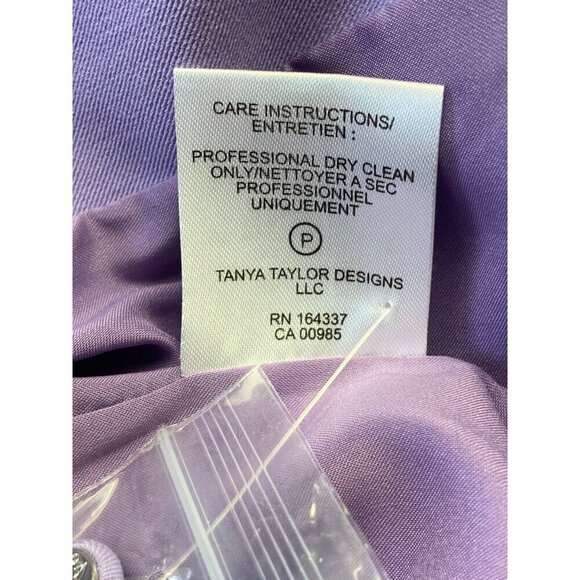 CARE INSTRUCTIONS/
ENTRETIEN :
PROFESSIONAL DRY CLEAN
ONLY/NETTOYER A SEC
PROFESSIONNEL
UNIQUEMENT
P
TANYA TAYLOR DESIGNS
LLC
RN 164337
CA 00985